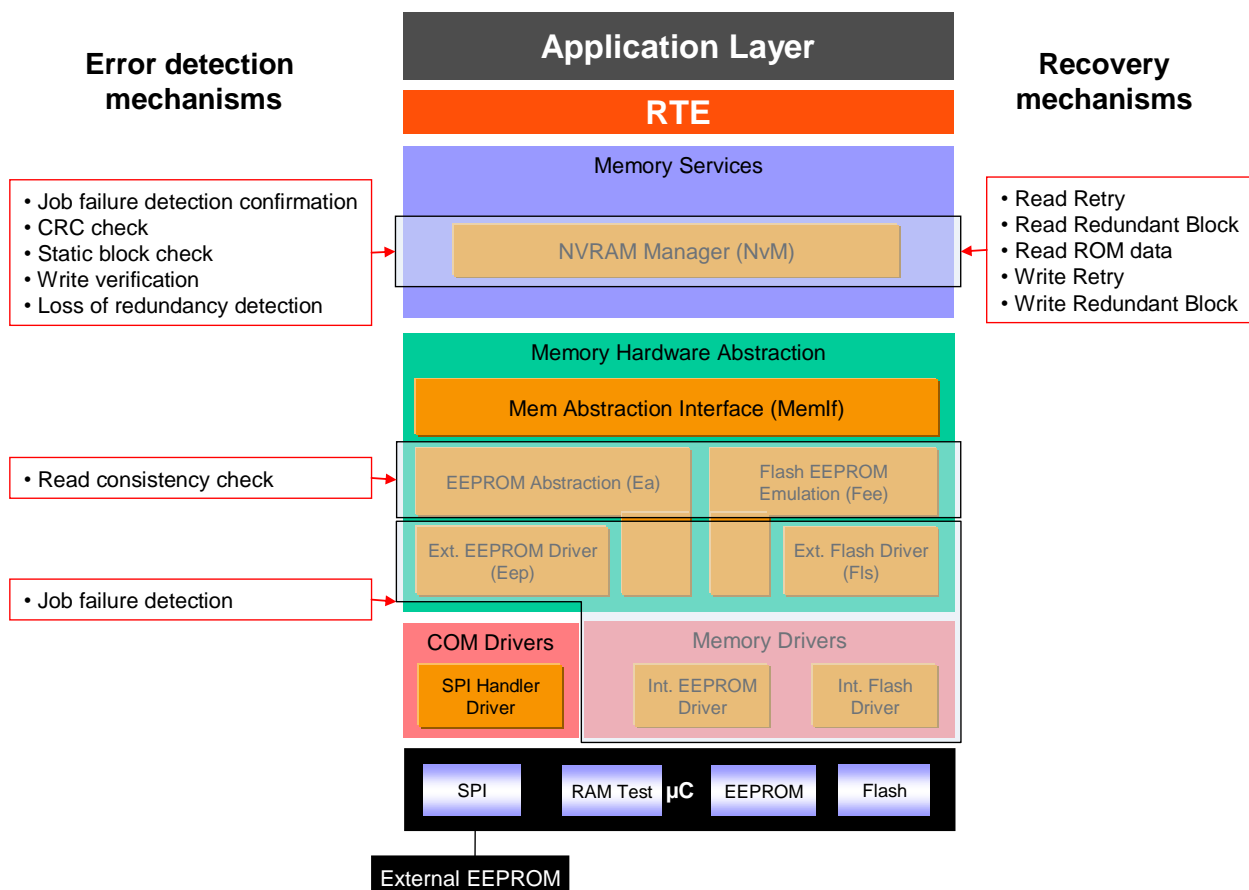 Application Layer
Error detection
mechanisms
Recovery
mechanisms
RTE
Memory Services
• Job failure detection confirmation
• CRC check
• Static block check
• Write verification
• Loss of redundancy detection
NVRAM Manager (NvM)
• Read Retry
• Read Redundant Block
• Read ROM data
• Write Retry
• Write Redundant Block
Memory Hardware Abstraction
Mem Abstraction Interface (MemIf)
• Read consistency check
EEPROM Abstraction (Ea)
Flash EEPROM
Emulation (Fee)
Ext. EEPROM Driver
(Eep)
Ext. Flash Driver
(Fls)
• Job failure detection
COM Drivers
Memory Drivers
SPI Handler
Driver
Int. EEPROM
Driver
Int. Flash
Driver
SPI
RAM Test
µC
EEPROM
Flash
External EEPROM